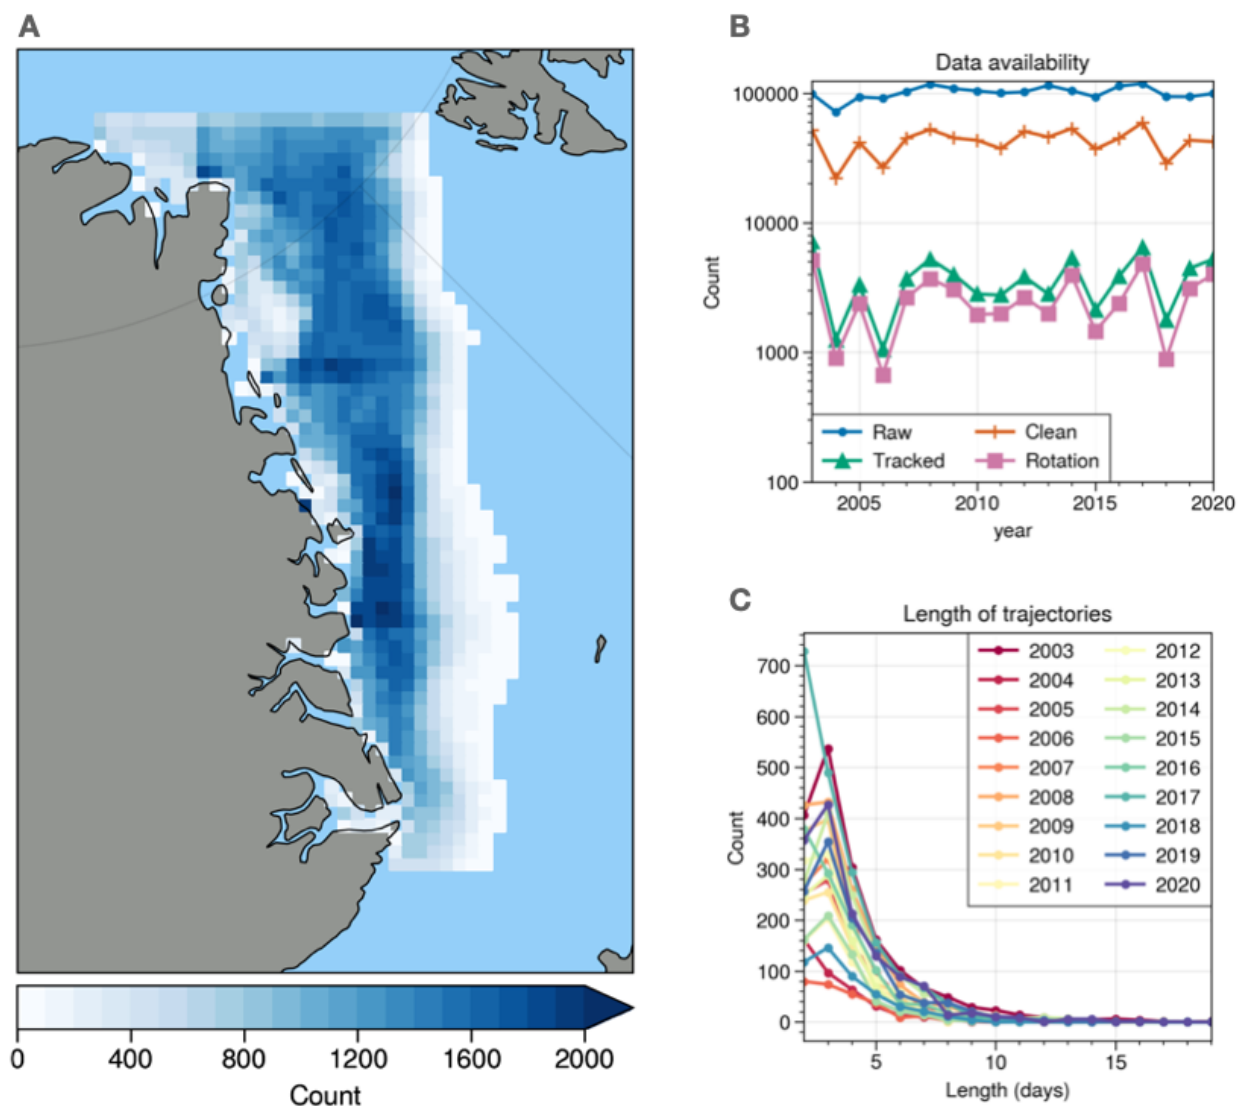 A
0 400 800 1200 1600 2000
Count
B
Data availability
100000
10000
1000
100
Count
Raw Clean
Tracked Rotation
2005 2010 2015 2020
year
C
Length of trajectories
700
600
500
400
300
200
100
0
Count
2003 2012
2004 2013
2005 2014
2006 2015
2007 2016
2008 2017
2009 2018
2010 2019
2011 2020
5 10 15
Length (days)